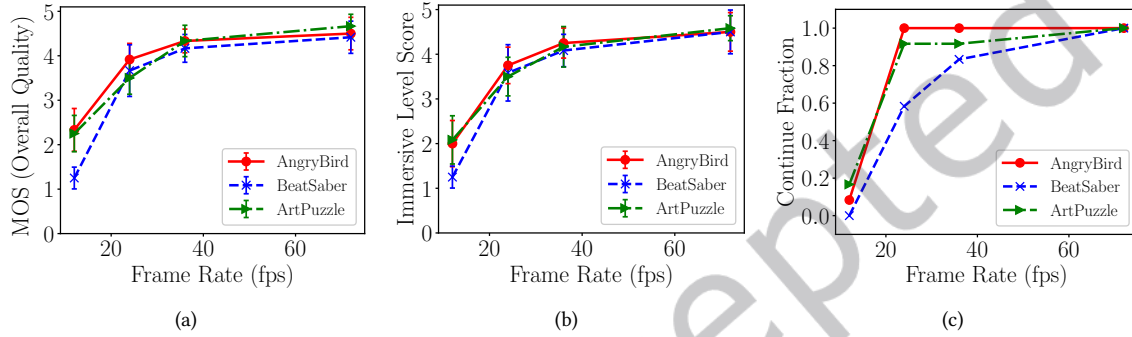 5
4
3
2
1
0
MOS (Overall Quality)
20
40
60
Frame Rate (fps)
AngryBird
BeatSaber
ArtPuzzle
(a)
5
4
3
2
1
0
Immersive Level Score
20
40
60
Frame Rate (fps)
AngryBird
BeatSaber
ArtPuzzle
(b)
1.0
0.8
0.6
0.4
0.2
0.0
Continue Fraction
20
40
60
Frame Rate (fps)
AngryBird
BeatSaber
ArtPuzzle
(c)
epted